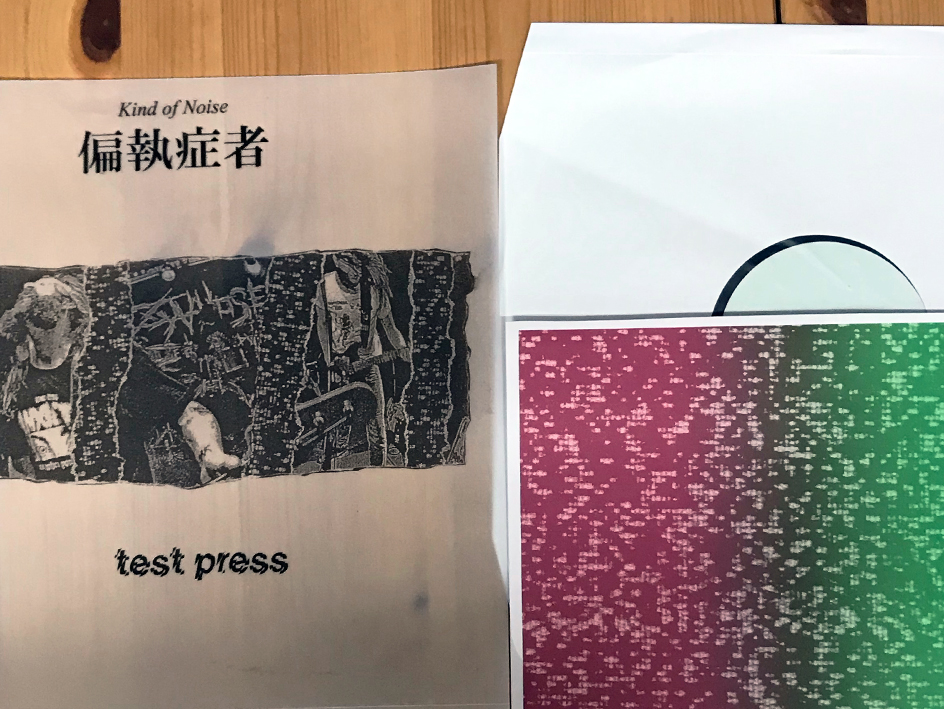 Kind of Noise
偏執症者
test press